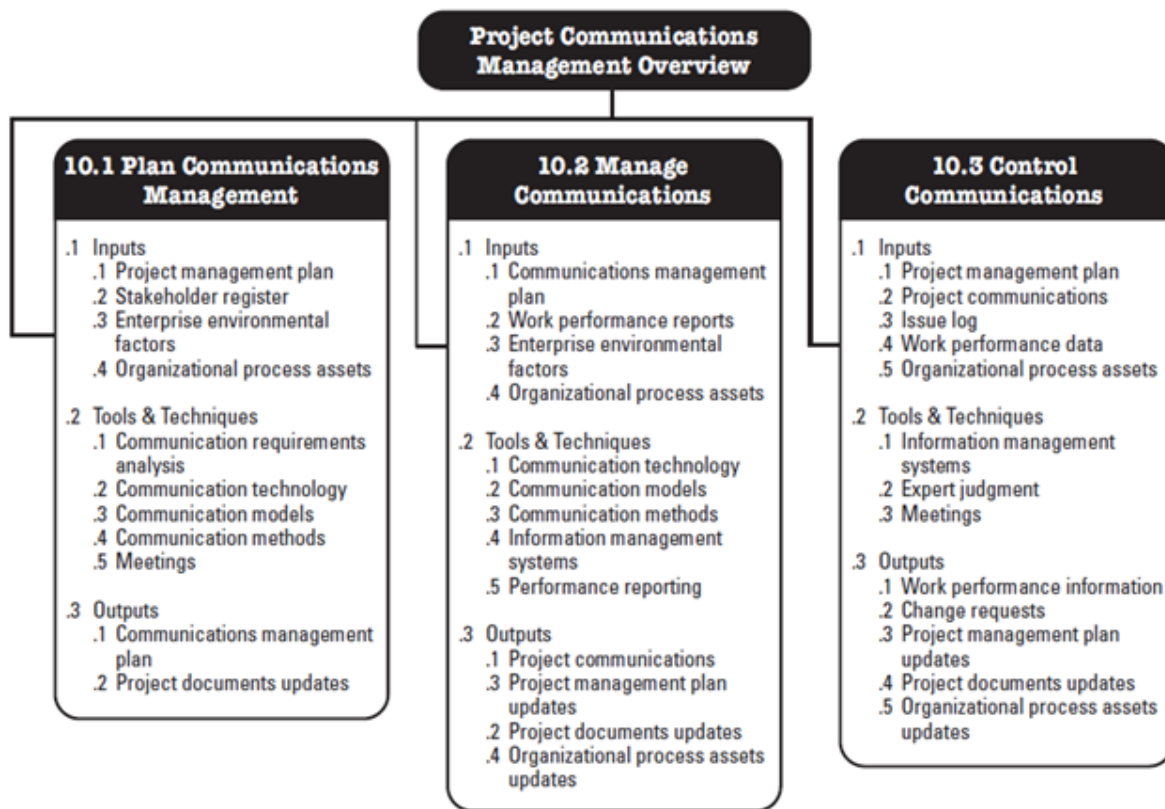 Project Communications
Management Overview
10.1 Plan Communications
Management
.1 Inputs
.1 Project management plan
.2 Stakeholder register
.3 Enterprise environmental
factors
.4 Organizational process assets
.2 Tools & Techniques
.1 Communication requirements
analysis
.2 Communication technology
.3 Communication models
.4 Communication methods
.5 Meetings
.3 Outputs
.1 Communications management
plan
.2 Project documents updates
10.2 Manage
Communications
.1 Inputs
.1 Communications management
plan
.2 Work performance reports
.3 Enterprise environmental
factors
.4 Organizational process assets
.2 Tools & Techniques
.1 Communication technology
.2 Communication models
.3 Communication methods
.4 Information management
systems
.5 Performance reporting
.3 Outputs
.1 Project communications
.3 Project management plan
updates
.2 Project documents updates
.4 Organizational process assets
updates
10.3 Control
Communications
.1 Inputs
.1 Project management plan
.2 Project communications
.3 Issue log
.4 Work performance data
.5 Organizational process assets
.2 Tools & Techniques
.1 Information management
systems
.2 Expert judgment
.3 Meetings
.3 Outputs
.1 Work performance information
.2 Change requests
.3 Project management plan
updates
.4 Project documents updates
.5 Organizational process assets
updates